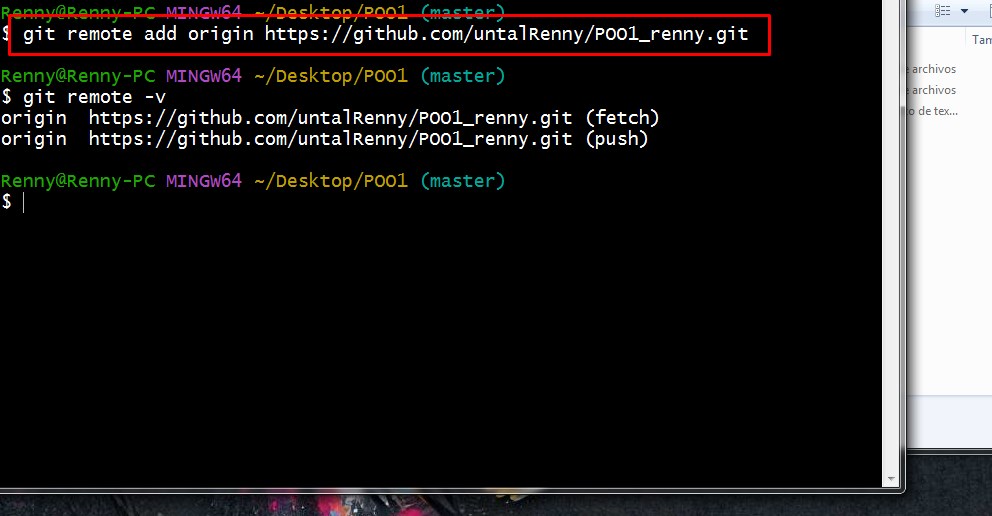 Renny@Renny-PC MINGW64 ~/Desktop/POO1 (master)
$ git remote add origin https://github.com/untalRenny/POO1_renny.git
Renny@Renny-PC MINGW64 ~/Desktop/POO1 (master)
$ git remote -v
origin  https://github.com/untalRenny/POO1_renny.git (fetch)
origin  https://github.com/untalRenny/POO1_renny.git (push)
Renny@Renny-PC MINGW64 ~/Desktop/POO1 (master)
$
Tam
archivos
archivos
de tex...